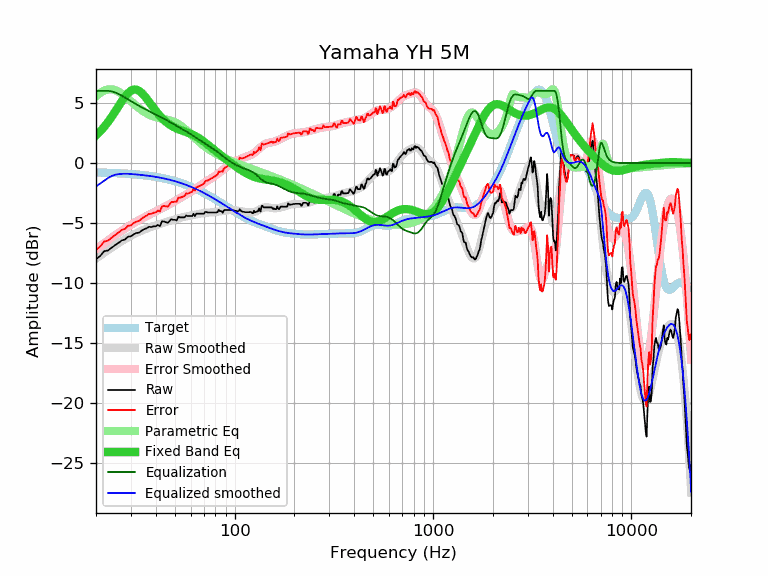 Yamaha YH 5M
Amplitude (dBr)
5
0
−5
−10
−15
−20
−25
Target
Raw Smoothed
Error Smoothed
Raw
Error
Parametric Eq
Fixed Band Eq
Equalization
Equalized smoothed
100
1000
10000
Frequency (Hz)